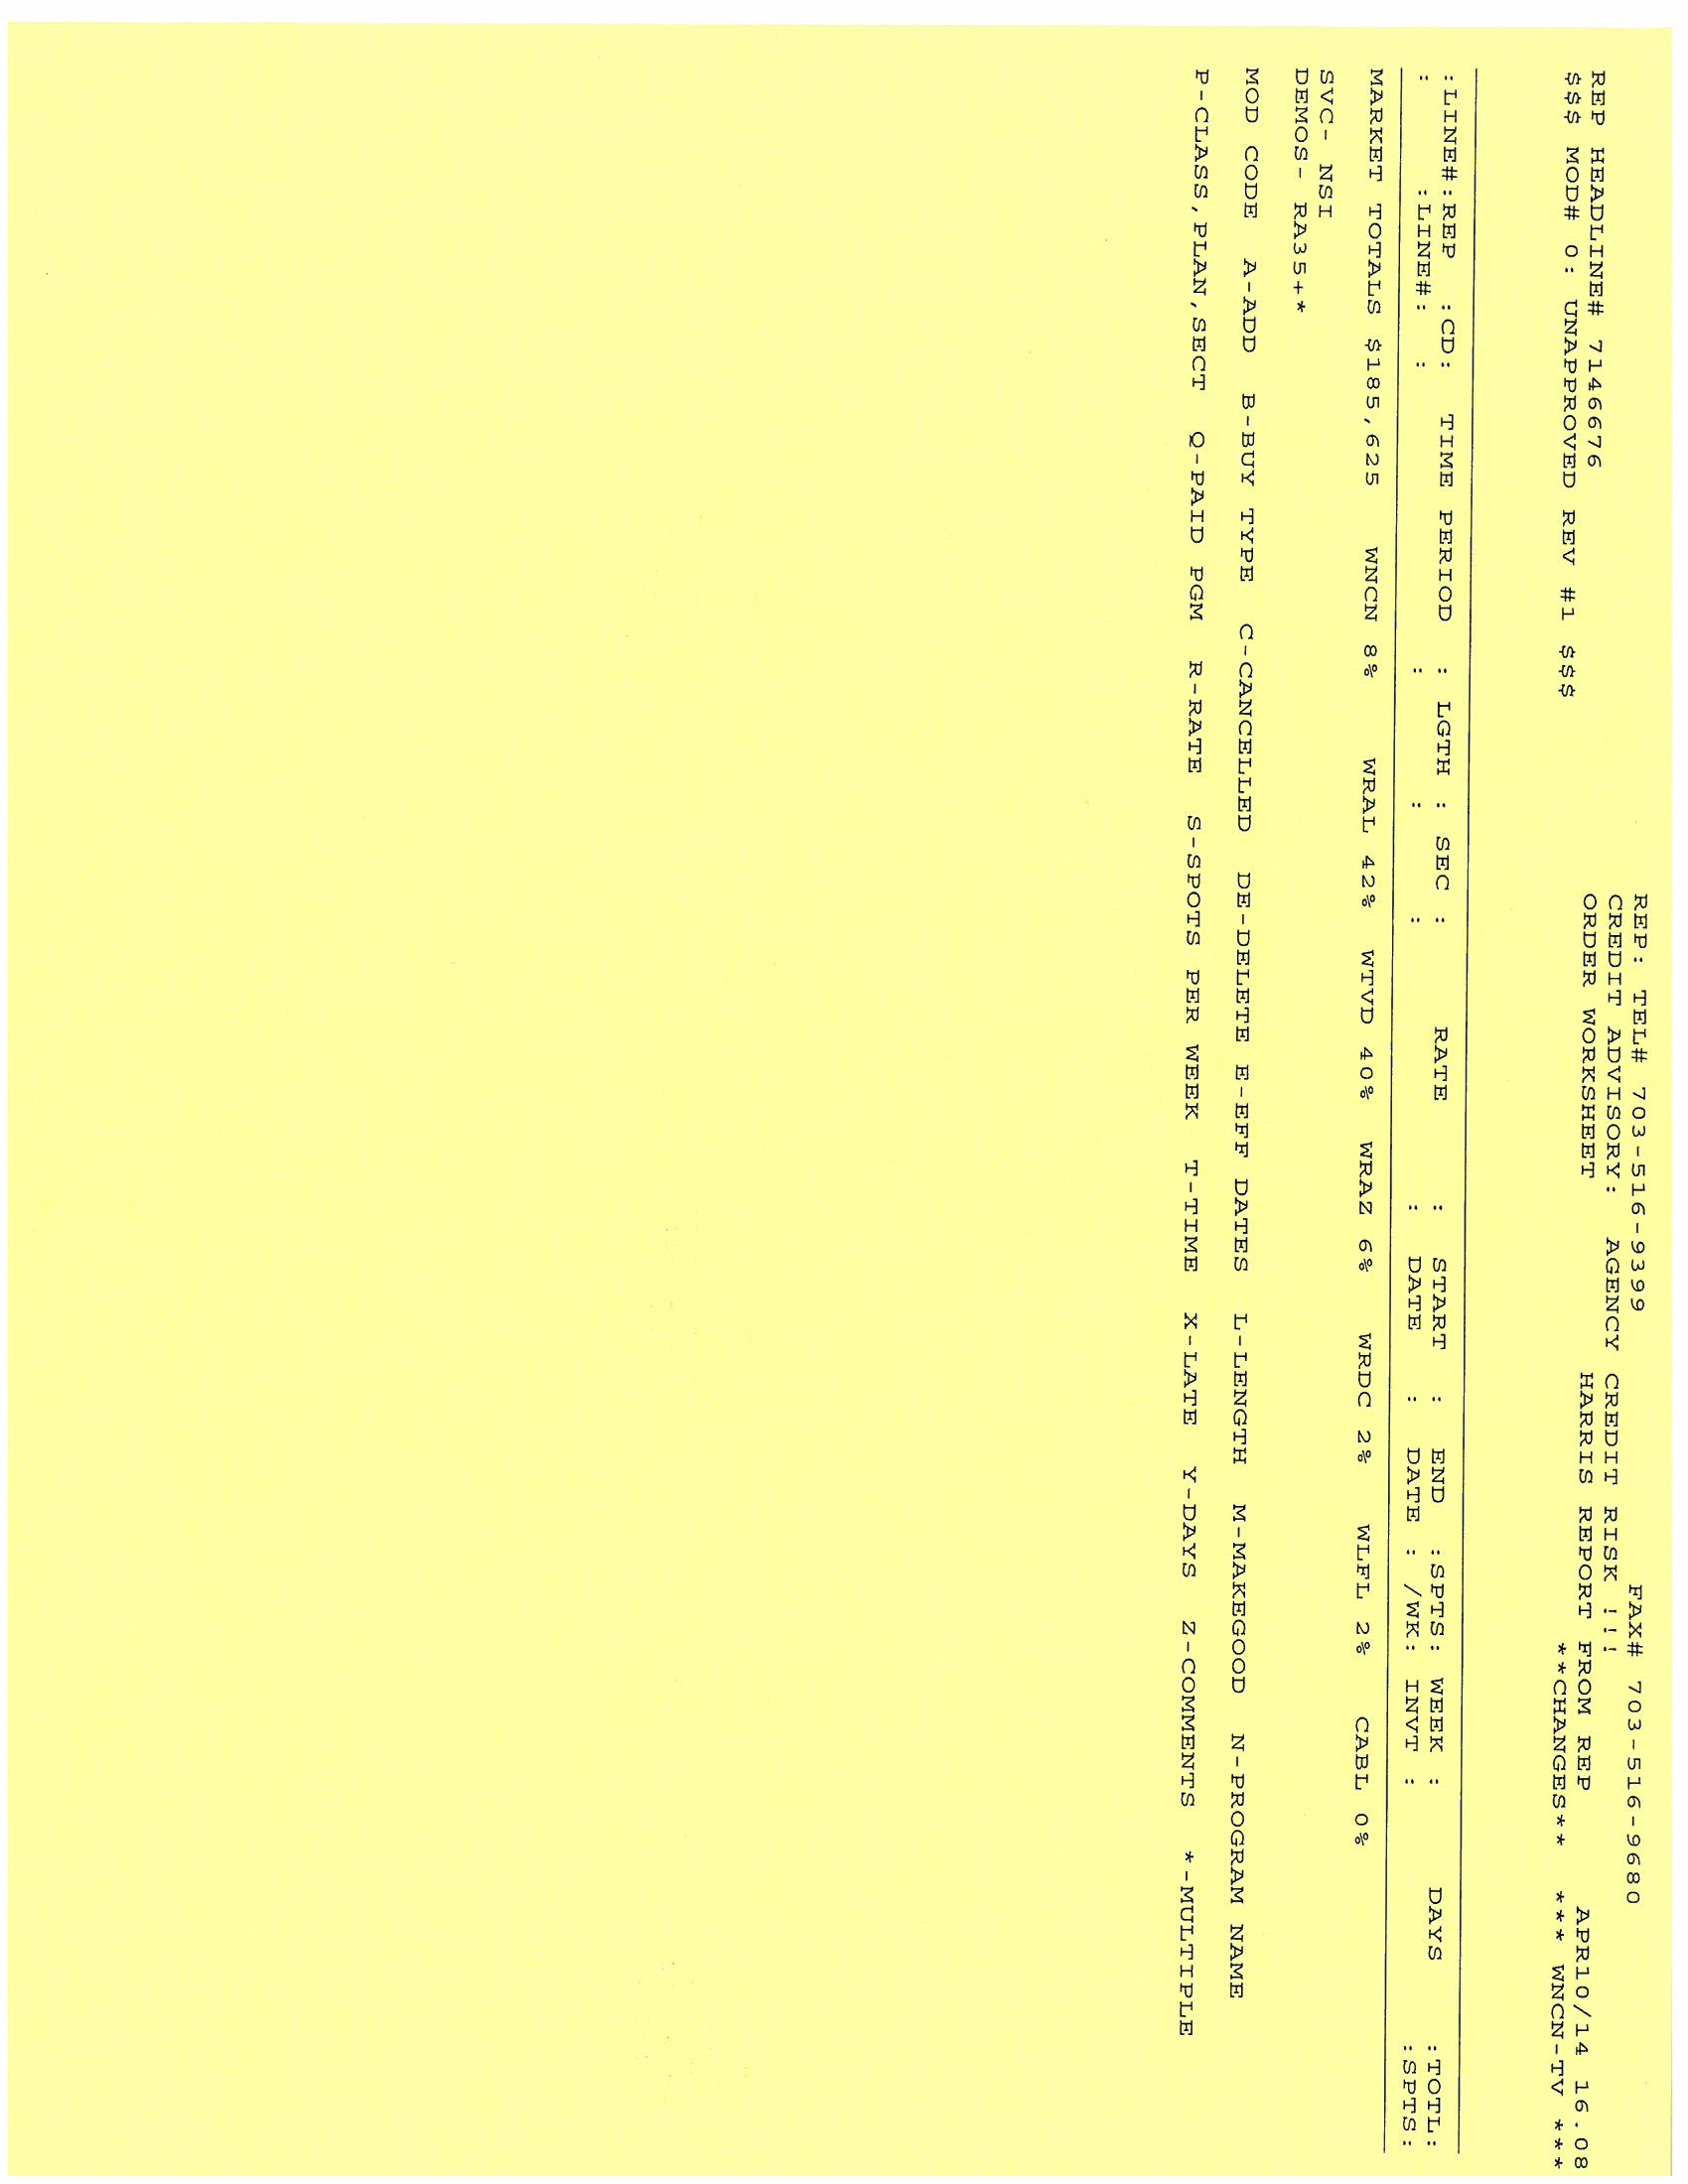 REP: TEL# 703-516-9399 FAX# 703-516-9680
CREDIT ADVISORY: AGENCY CREDIT RISK !!!
REP HEADLINE# 7146676 ORDER WORKSHEET HARRIS REPORT FROM REP APR10/14 16.08
$$$ MOD# 0: UNAPPROVED REV #1 $$$ **CHANGES** *** WNCN-TV ***
:LINE#:REP :CD: TIME PERIOD : LGTH : SEC : RATE : START : END :SPTS: WEEK : DAYS :TOTL:
: :LINE#: : : : : : DATE : DATE : /WK: INVT : :SPTS:
MARKET TOTALS $185,625 WNCN 8% WRAL 42% WTVD 40% WRAZ 6% WRDC 2% WLFL 2% CABL 0%
SVC- NSI
DEMOS- RA35+*
MOD CODE A-ADD B-BUY TYPE C-CANCELLED DE-DELETE E-EFF DATES L-LENGTH M-MAKEGOOD N-PROGRAM NAME
P-CLASS,PLAN,SECT Q-PAID PGM R-RATE S-SPOTS PER WEEK T-TIME X-LATE Y-DAYS Z-COMMENTS *-MULTIPLE